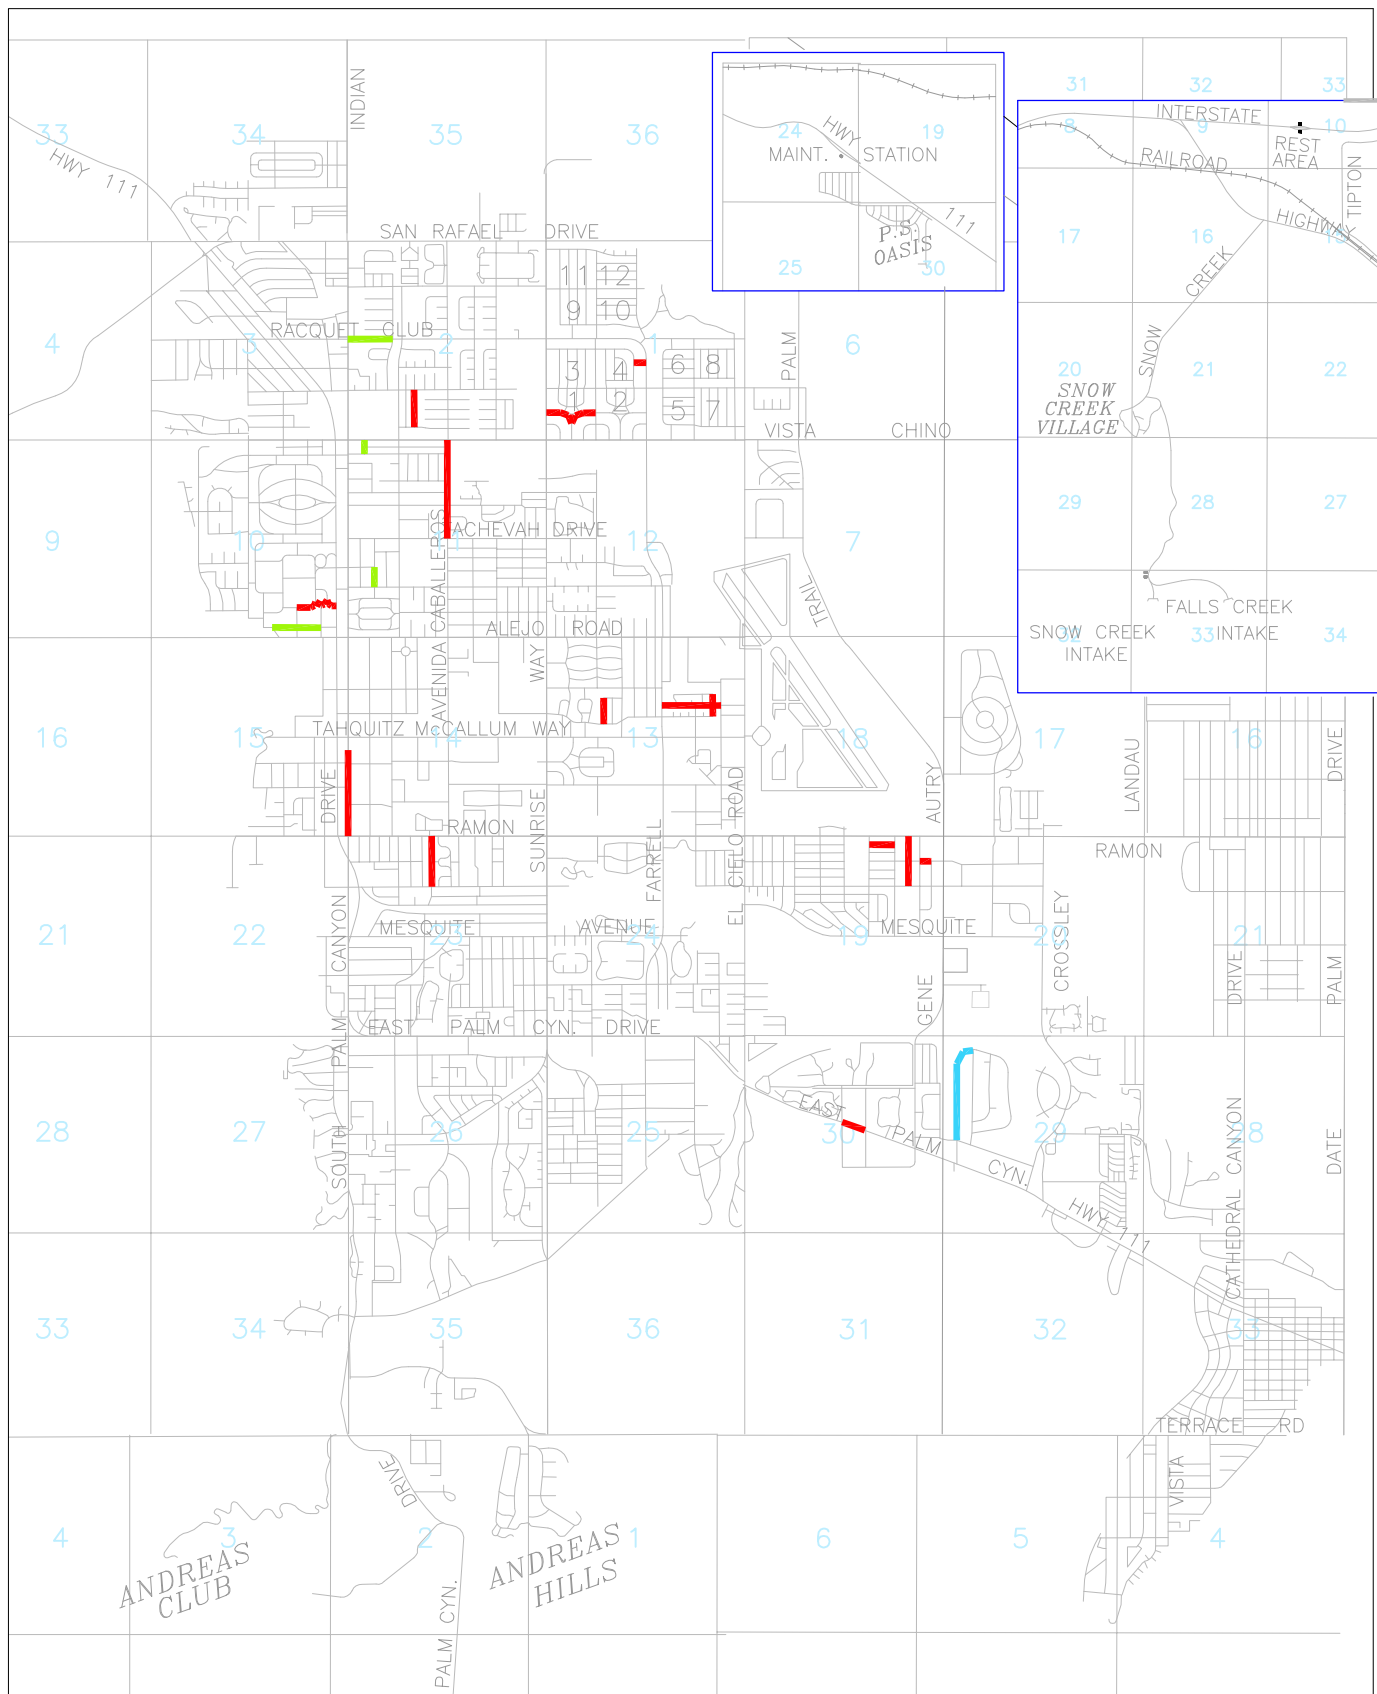 31 32 33
INTERSTATE
INDIAN
33 34 35 36
HWY 111
24 19
HWY
MAINT. STATION
8 9 10
REST
AREA
RAILROAD
TIPTON
111
P.S.
OASIS
25 30
SAN RAFAEL DRIVE
HIGHWAY
17 16 15
CREEK
11 12
9 10
RACQUET CLUB
4 3 2 1 6
3 4 6 8
1 2 5 7
PALM
SNOW
20 21 22
SNOW
CREEK
VILLAGE
VISTA CHINO
29 28 27
TACHEVAH DRIVE
9 10 11 12 7
AVENIDA CABALLEROS
TRAIL
FALLS CREEK
INTAKE
SNOW CREEK
INTAKE
32 33 34
ALEJO ROAD
WAY
TAHQUITZ McCALLUM WAY
16 15 14 13 18 17 16
DRIVE
SUNRISE
EL CIELO ROAD
AUTRY
LANDAU
DRIVE
RAMON
RAMON
FARRELL
MESQUITE AVENUE MESQUITE
21 22 23 24 19 20 21
CANYON
GENE
CROSSLEY
DRIVE
PALM
EAST PALM CYN. DRIVE
SOUTH PALM
EAST PALM CYN.
28 27 26 25 30 29 28
CATHEDRAL CANYON
DATE
HWY 111
33 34 35 36 31 32 33
TERRACE RD
DRIVE
VISTA
4 3 2 1 6 5 4
ANDREAS
CLUB
ANDREAS
HILLS
PALM CYN.